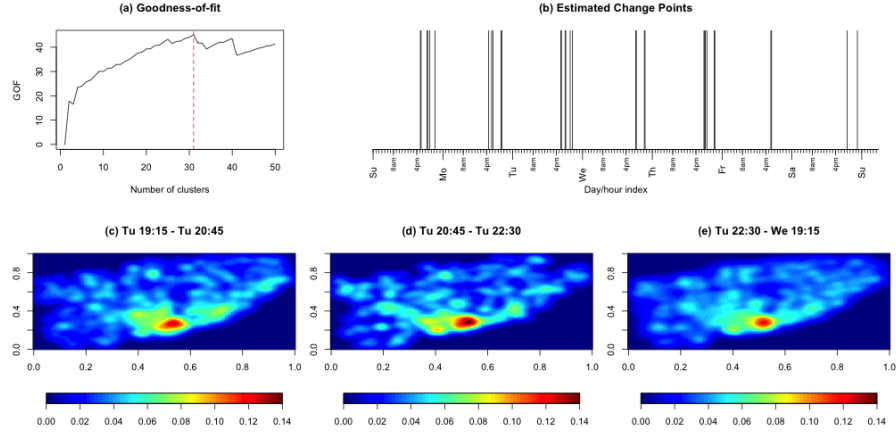 (a) Goodness-of-fit
(b) Estimated Change Points
GOF
40
30
20
10
0
0 10 20 30 40 50
Number of clusters
Su 8am 4pm Mo 8am 4pm Tu 8am 4pm We 8am 4pm Th 8am 4pm Fr 8am 4pm Sa 8am 4pm Su
Day/hour index
(c) Tu 19:15 - Tu 20:45
(d) Tu 20:45 - Tu 22:30
(e) Tu 22:30 - We 19:15
0.8 0.8 0.8
0.4 0.4 0.4
0.0 0.0 0.0
0.0 0.2 0.4 0.6 0.8 1.0
0.0 0.2 0.4 0.6 0.8 1.0
0.0 0.2 0.4 0.6 0.8 1.0
0.00 0.02 0.04 0.06 0.08 0.10 0.12 0.14
0.00 0.02 0.04 0.06 0.08 0.10 0.12 0.14
0.00 0.02 0.04 0.06 0.08 0.10 0.12 0.14